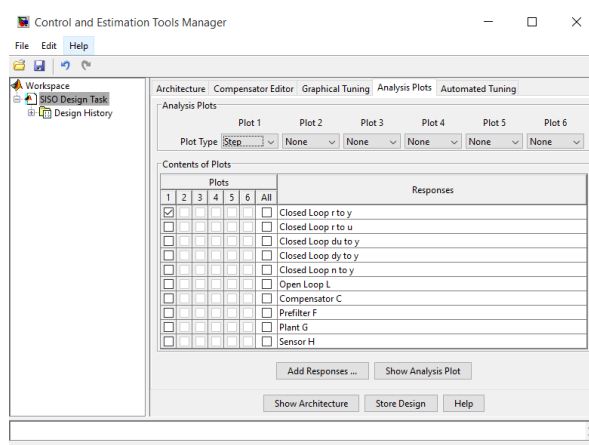 Control and Estimation Tools Manager
File Edit Help
Workspace
SISO Design Task
Design History
Architecture Compensator Editor Graphical Tuning Analysis Plots Automated Tuning
Analysis Plots
Plot 1 Plot 2 Plot 3 Plot 4 Plot 5 Plot 6
Plot Type Step None None None None None
Contents of Plots
Plots
Responses
1 2 3 4 5 6 All
Closed Loop r to y
Closed Loop r to u
Closed Loop du to y
Closed Loop dy to y
Closed Loop n to y
Open Loop L
Compensator C
Prefilter F
Plant G
Sensor H
Add Responses ... Show Analysis Plot
Show Architecture Store Design Help